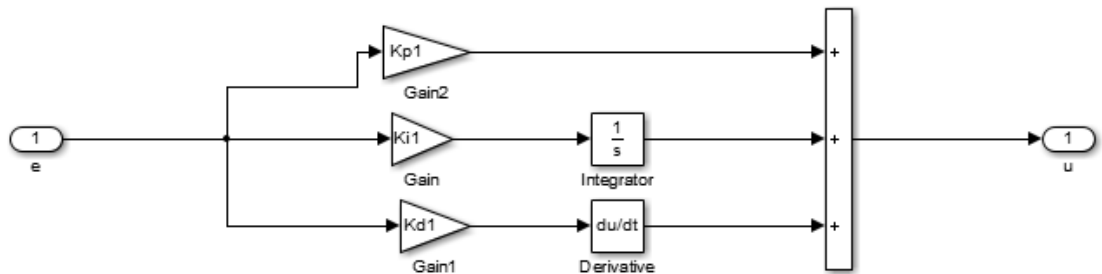 Kp1
+
Gain2
1
e
Ki1
1
s
+
1
u
Gain
Integrator
Kd1
du/dt
+
Gain1
Derivative